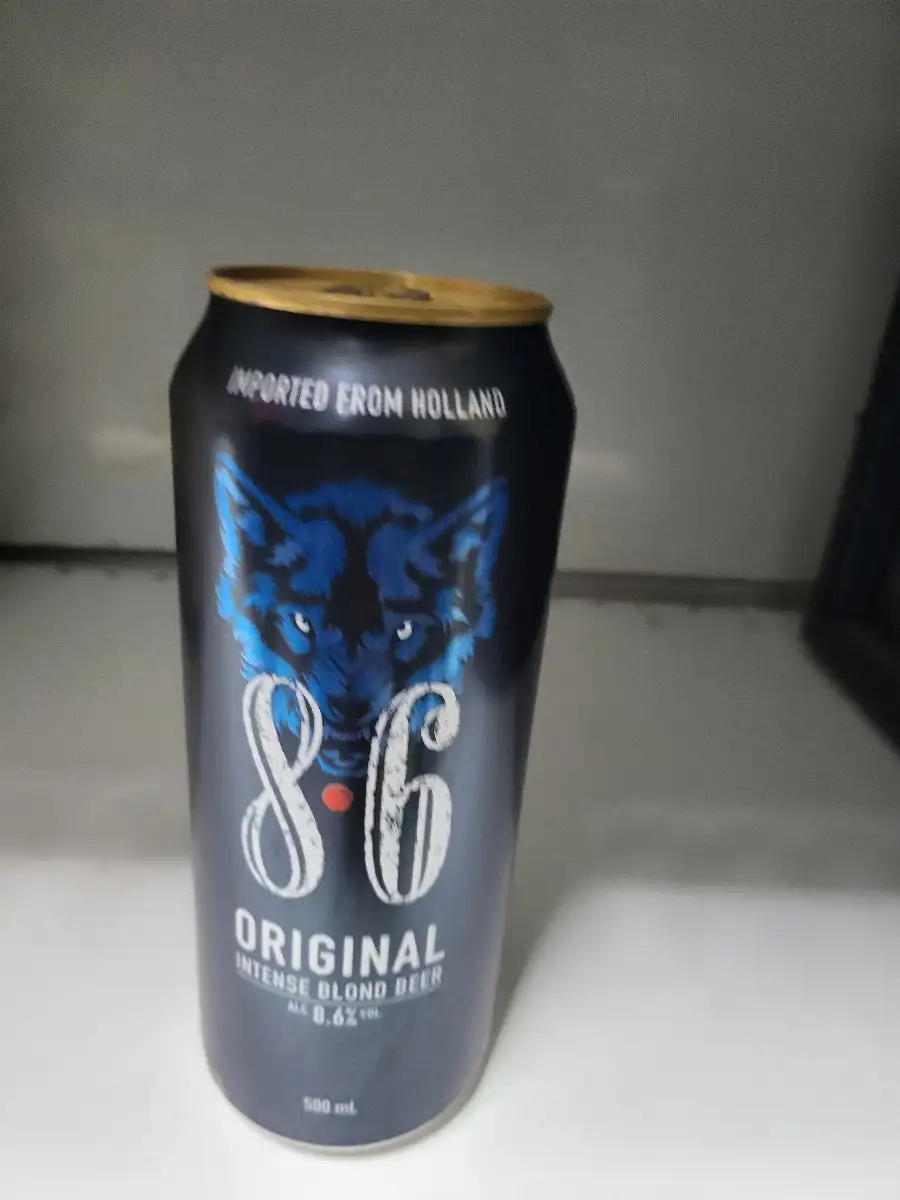 IMPORTED FROM HOLLAND
8.6
ORIGINAL
INTENSE BLOND BEER
ALC 8.6% VOL
500 mL